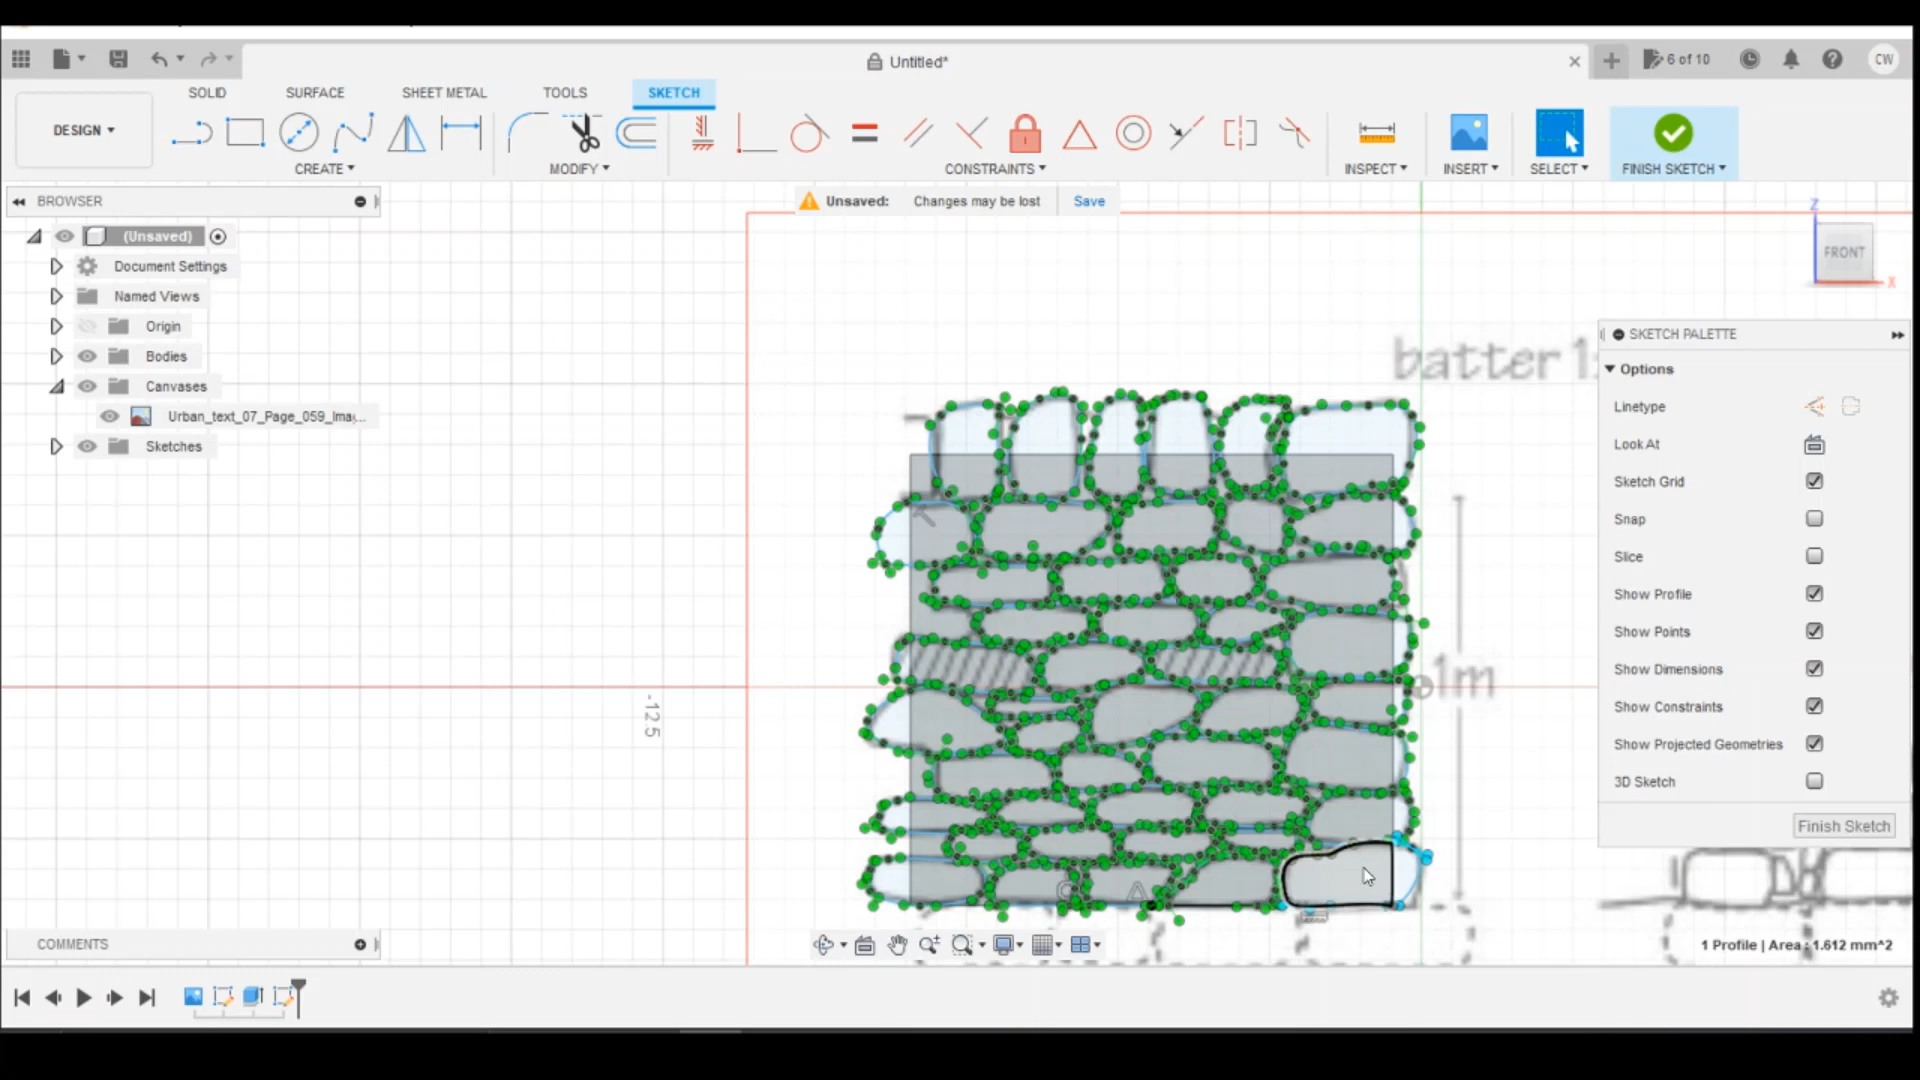 Untitled*
6 of 10
CW
SOLID
SURFACE
SHEET METAL
TOOLS
SKETCH
DESIGN
CREATE
MODIFY
CONSTRAINTS
INSPECT
INSERT
SELECT
FINISH SKETCH
BROWSER
Unsaved: Changes may be lost
Save
(Unsaved)
Document Settings
Named Views
Origin
Bodies
Canvases
Urban_text_07_Page_059_Ima...
Sketches
Z
FRONT
X
batter 1:
1m
-12.5
SKETCH PALETTE
Options
Linetype
Look At
Sketch Grid
Snap
Slice
Show Profile
Show Points
Show Dimensions
Show Constraints
Show Projected Geometries
3D Sketch
Finish Sketch
COMMENTS
1 Profile | Area : 1.612 mm^2